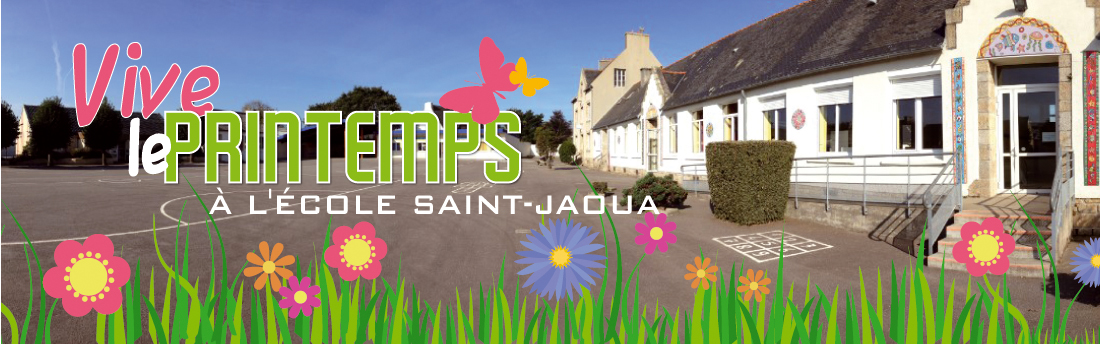 Vive
le PRINTEMPS
À L'ÉCOLE SAINT-JAOUA